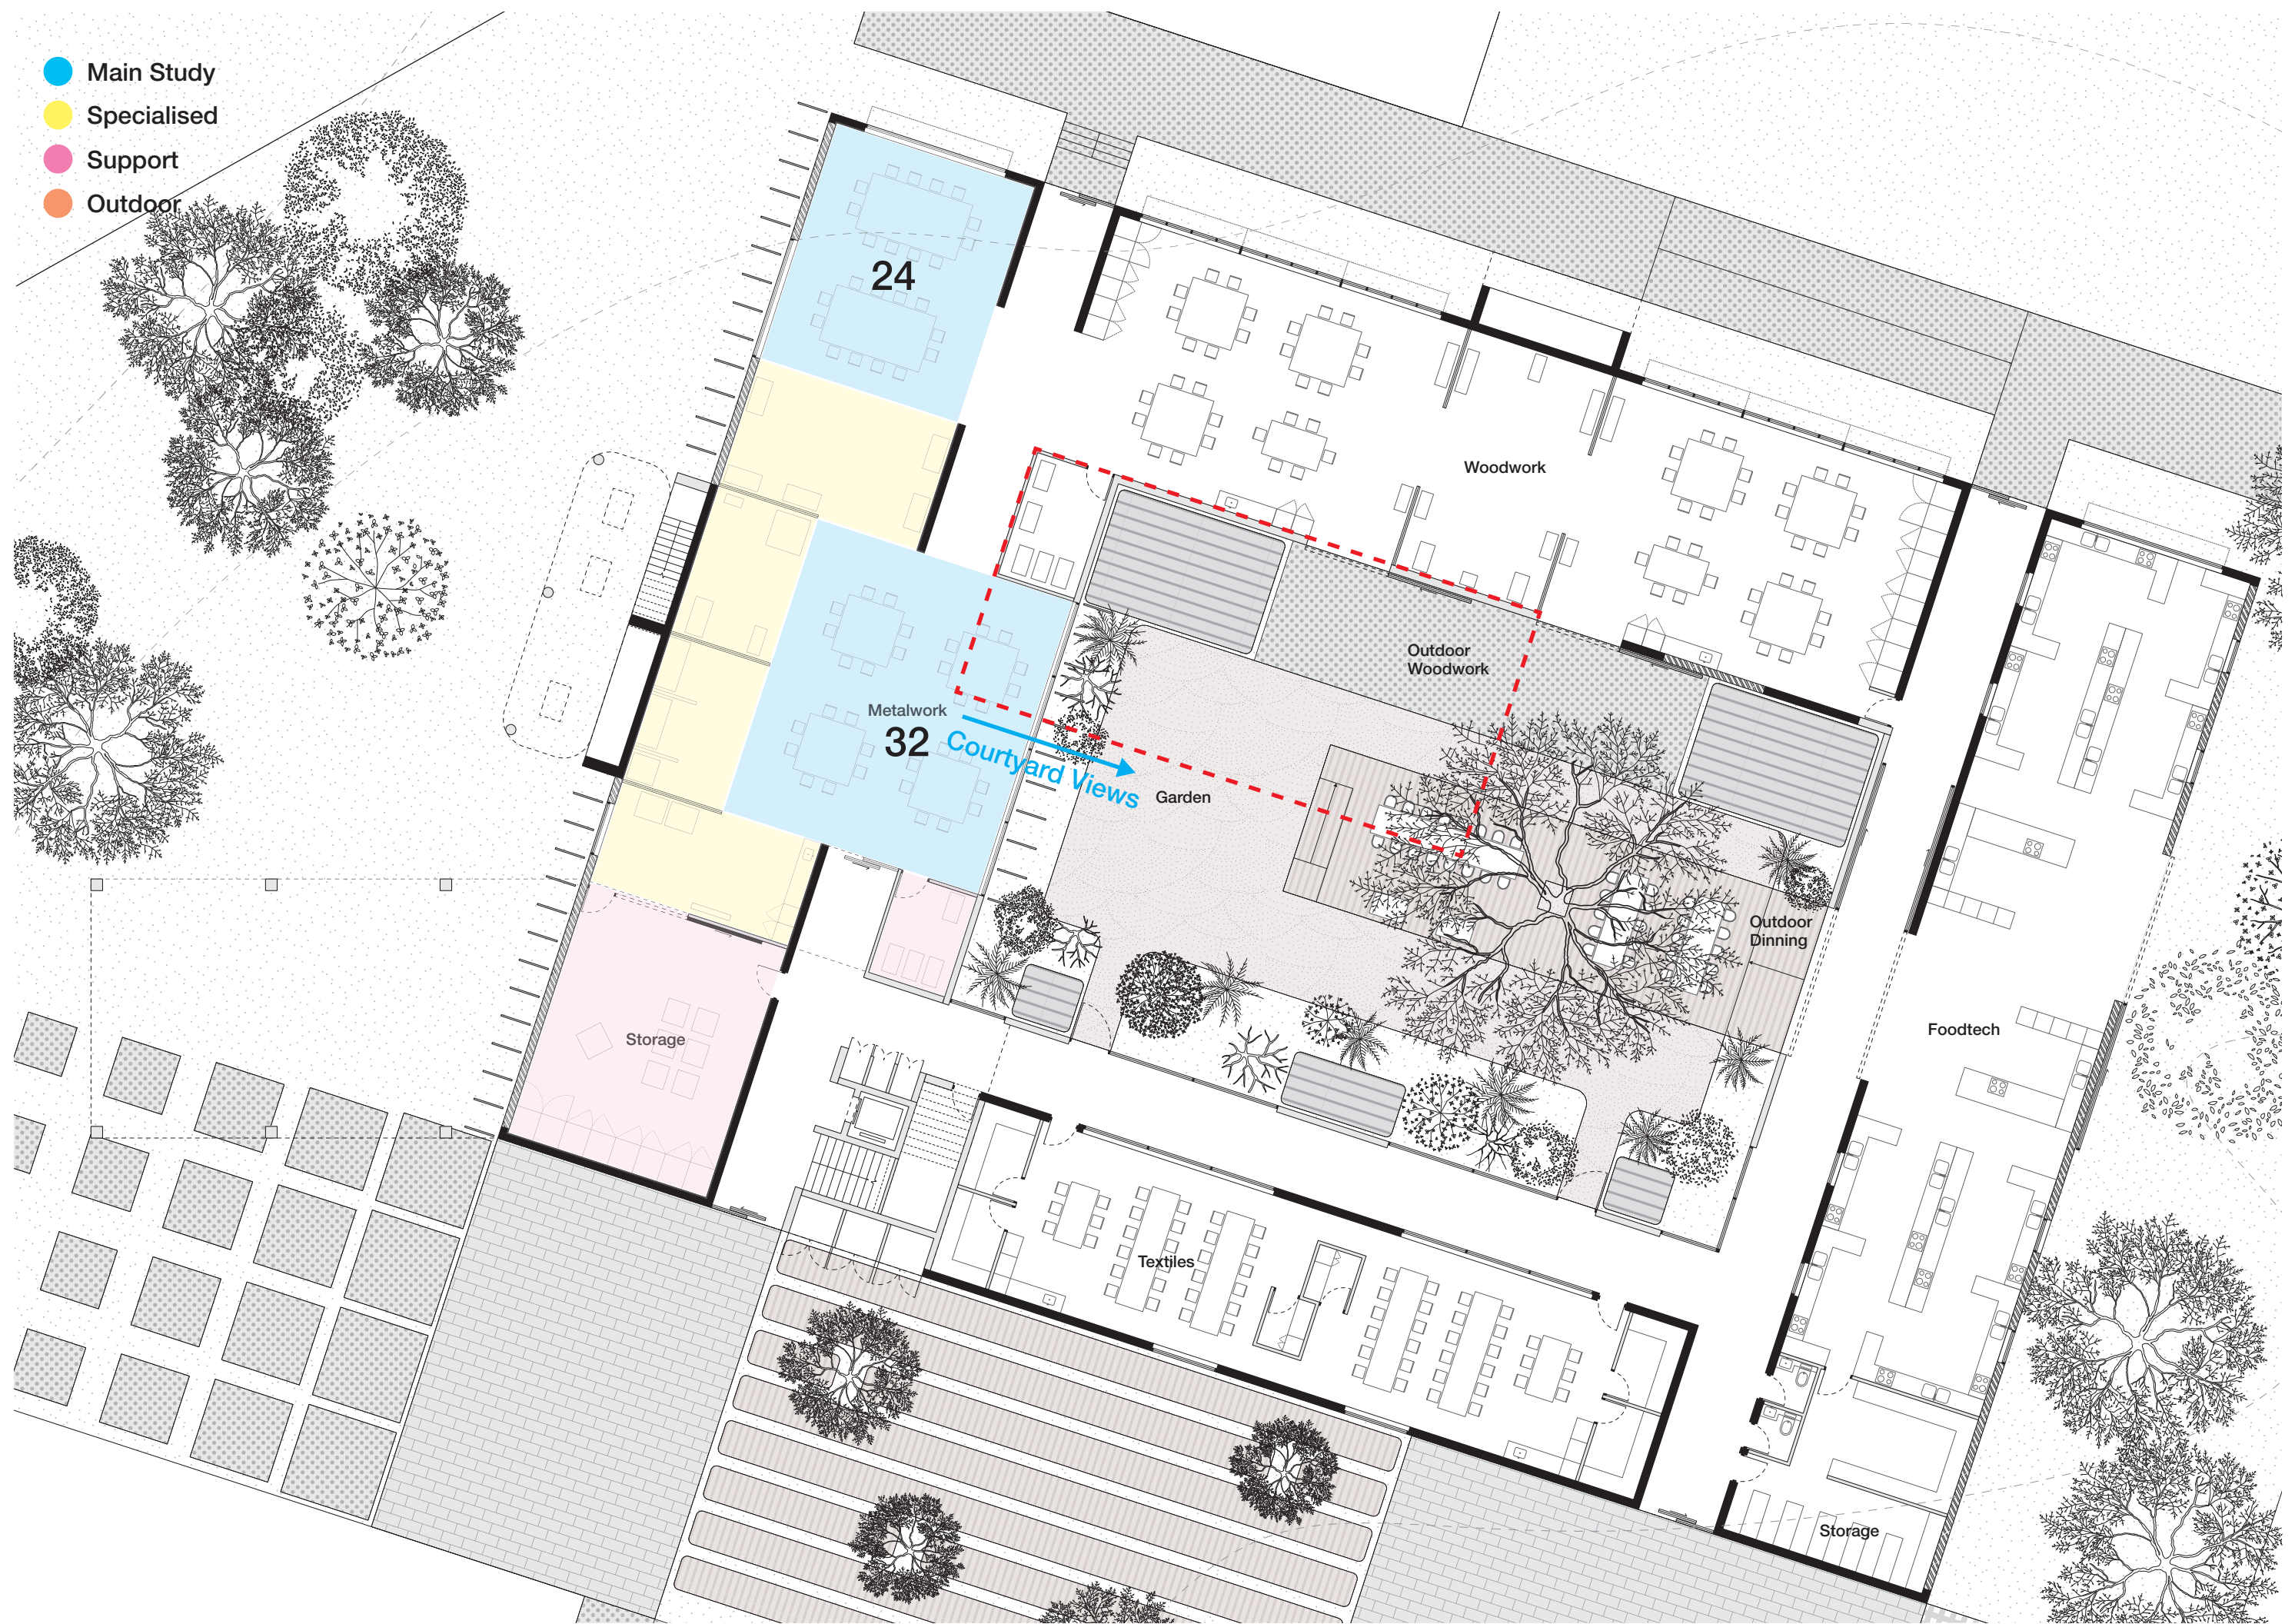 Main Study
Specialised
Support
Outdoor
24
Woodwork
Outdoor
Woodwork
Metalwork
32
Courtyard Views
Garden
Outdoor
Dinning
Foodtech
Storage
Textiles
Storage